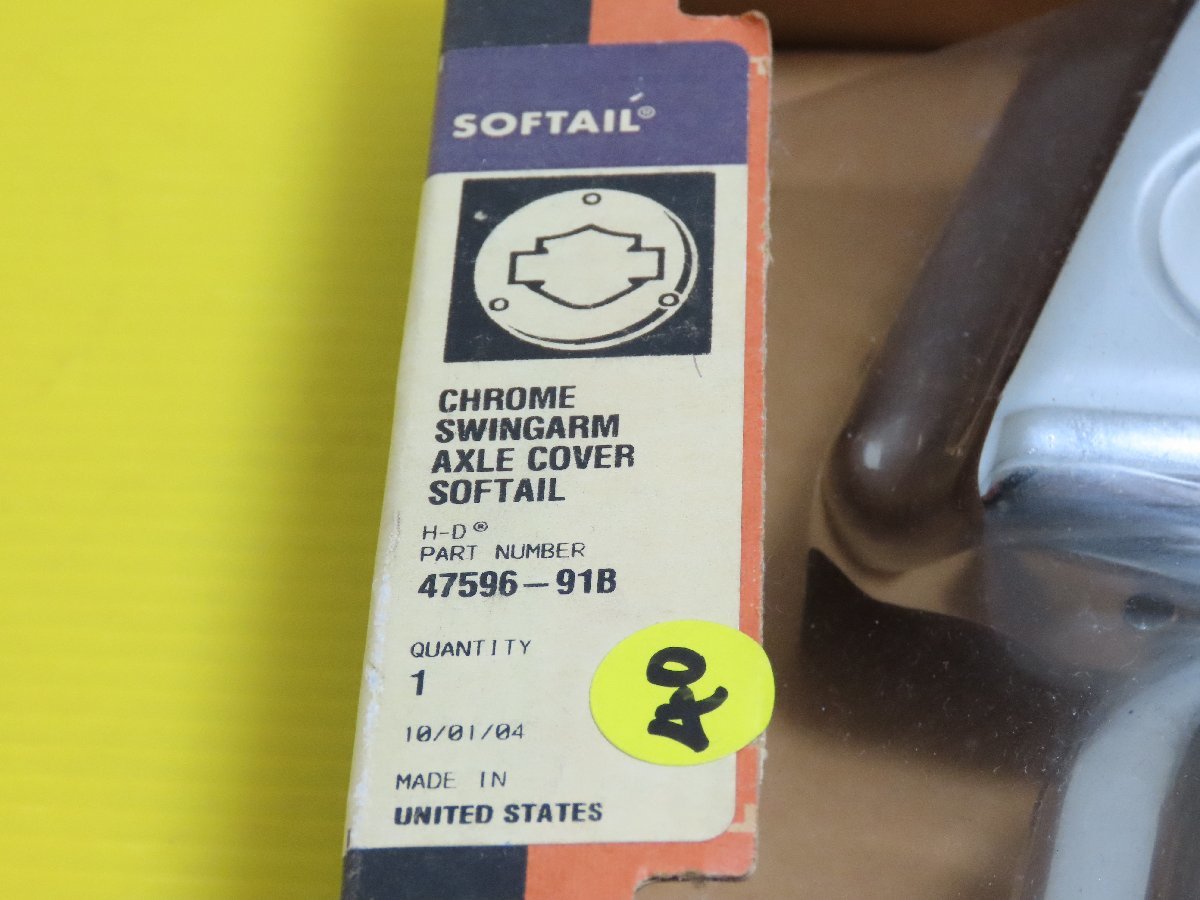 SOFTAIL®
CHROME
SWINGARM
AXLE COVER
SOFTAIL
H-D®
PART NUMBER
47596-91B
QUANTITY
1
10/01/04
MADE IN
UNITED STATES